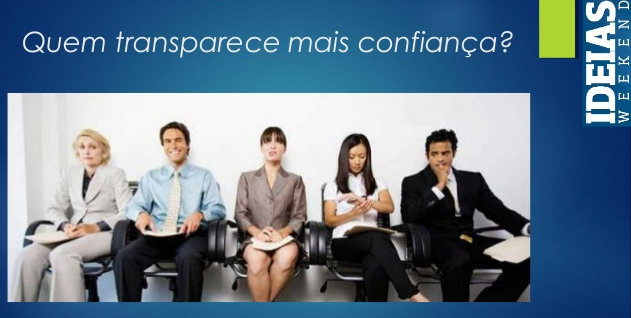 Quem transparece mais confiança?
IDEIAS
WEEKEND